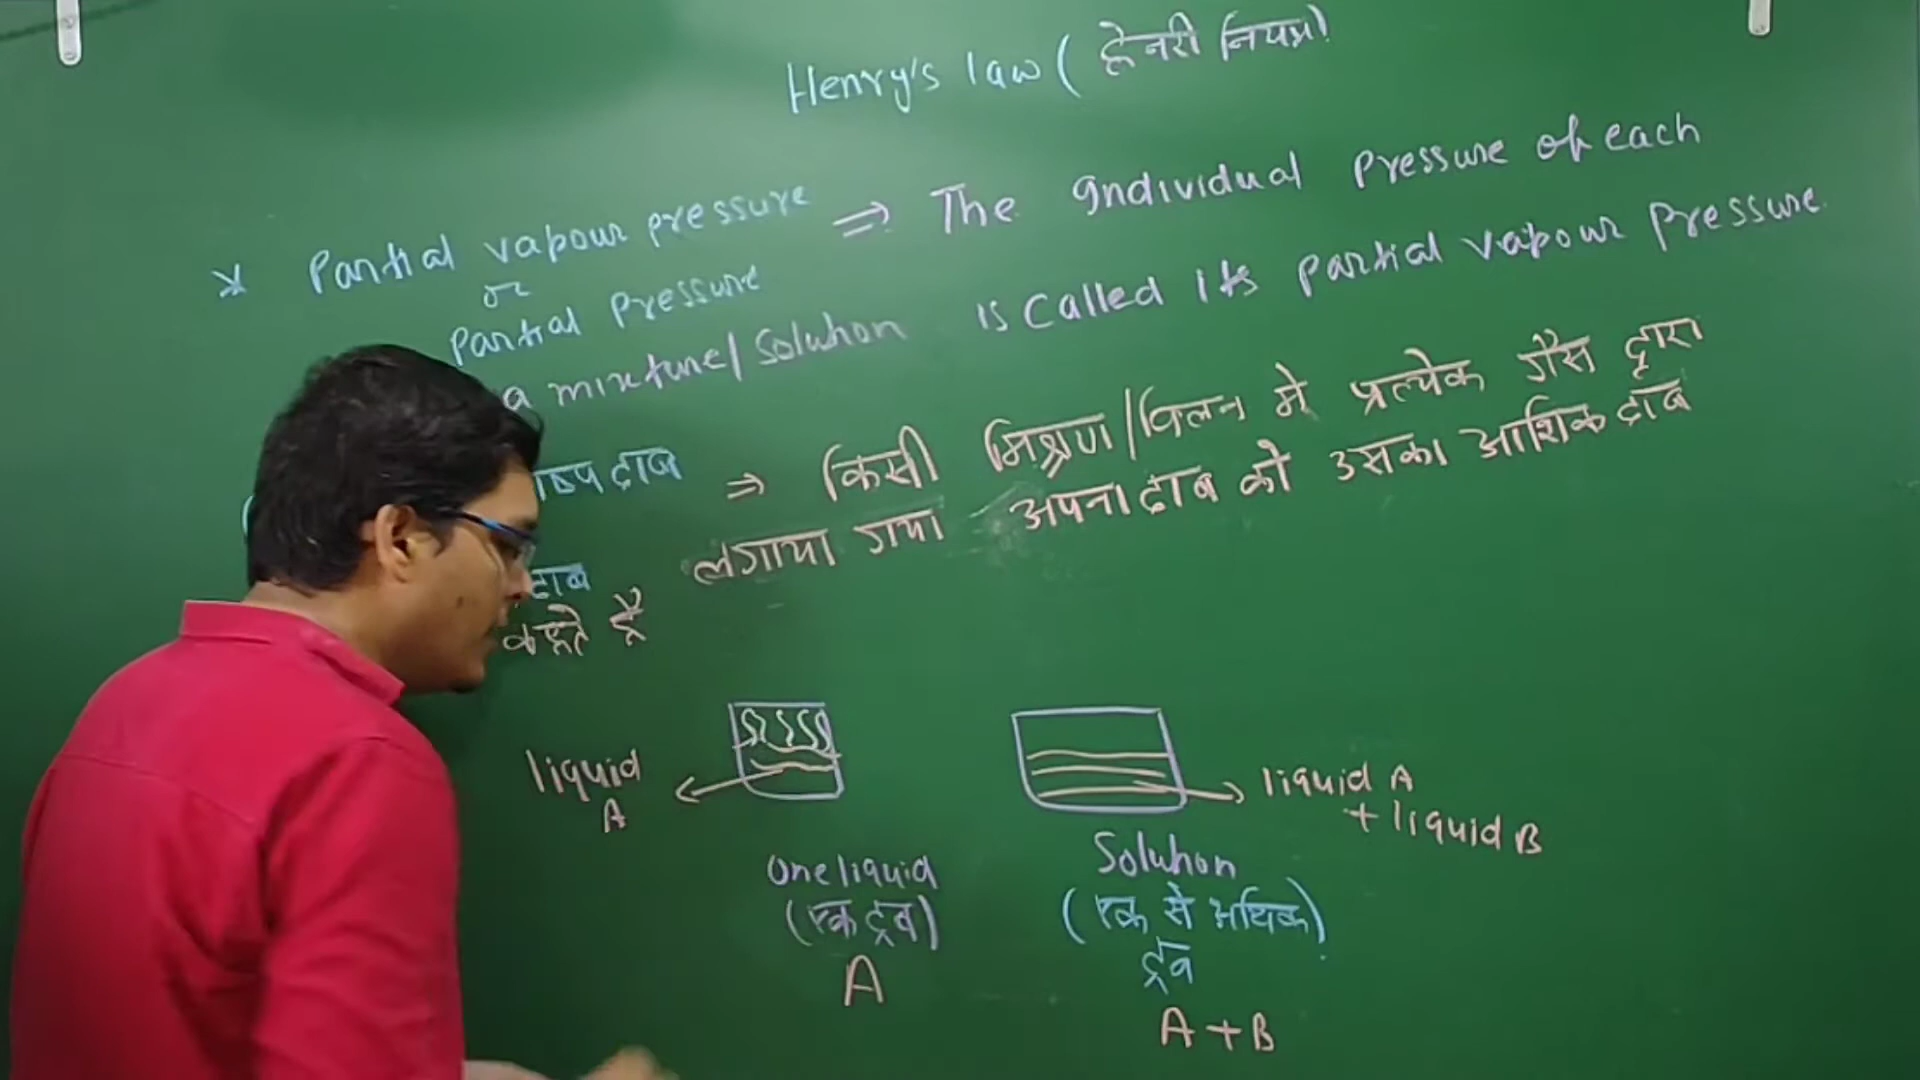 Henry's law ( हेनरी नियम)
* Partial vapour pressure ⇒ The Individual Pressure of each
or
Partial Pressure
a mixture/Solution is Called its partial vapour pressure.
ाष्प दाब ⇒ किसी मिश्रण/विलन मे प्रत्येक गैस द्वारा
दाब लगाया गया अपना दाब को उसका आशिक दाब
कहते है
liquid
A
liquid A
+ liquid B
One liquid
(एक द्रव)
A
Solution
(एक से अधिक)
द्रव
A + B